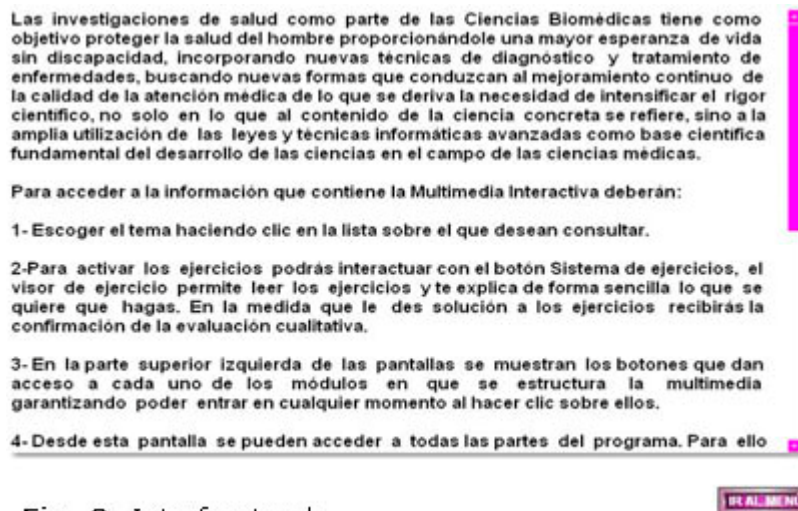 Las investigaciones de salud como parte de las Ciencias Biomédicas tiene como
objetivo proteger la salud del hombre proporcionándole una mayor esperanza de vida
sin discapacidad, incorporando nuevas técnicas de diagnóstico y tratamiento de
enfermedades, buscando nuevas formas que conduzcan al mejoramiento continuo de
la calidad de la atención médica de lo que se deriva la necesidad de intensificar el rigor
científico, no solo en lo que al contenido de la ciencia concreta se refiere, sino a la
amplia utilización de las leyes y técnicas informáticas avanzadas como base científica
fundamental del desarrollo de las ciencias en el campo de las ciencias médicas.
Para acceder a la información que contiene la Multimedia Interactiva deberán:
1- Escoger el tema haciendo clic en la lista sobre el que desean consultar.
2-Para activar los ejercicios podrás interactuar con el botón Sistema de ejercicios, el
visor de ejercicio permite leer los ejercicios y te explica de forma sencilla lo que se
quiere que hagas. En la medida que le des solución a los ejercicios recibirás la
confirmación de la evaluación cualitativa.
3- En la parte superior izquierda de las pantallas se muestran los botones que dan
acceso a cada uno de los módulos en que se estructura la multimedia
garantizando poder entrar en cualquier momento al hacer clic sobre ellos.
4- Desde esta pantalla se pueden acceder a todas las partes del programa. Para ello
IR AL MENU